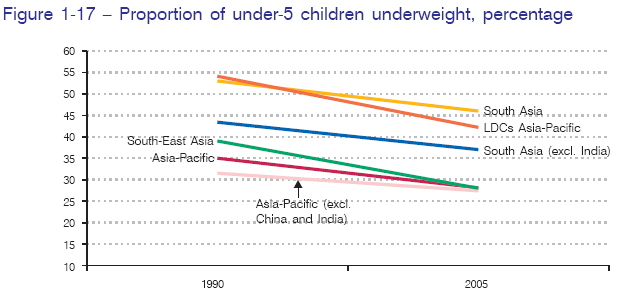 Figure 1-17 – Proportion of under-5 children underweight, percentage
60
55
50
45
40
35
30
25
20
15
10
South Asia
LDCs Asia-Pacific
South Asia (excl. India)
South-East Asia
Asia-Pacific
Asia-Pacific (excl.
China and India)
1990
2005